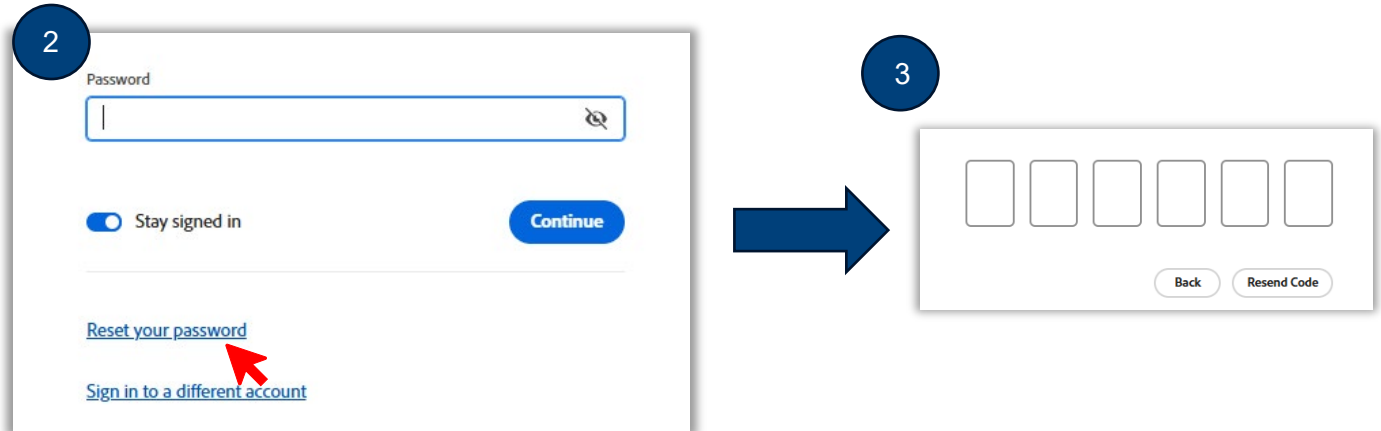 2
Password
Stay signed in
Continue
Reset your password
Sign in to a different account
3
Back
Resend Code